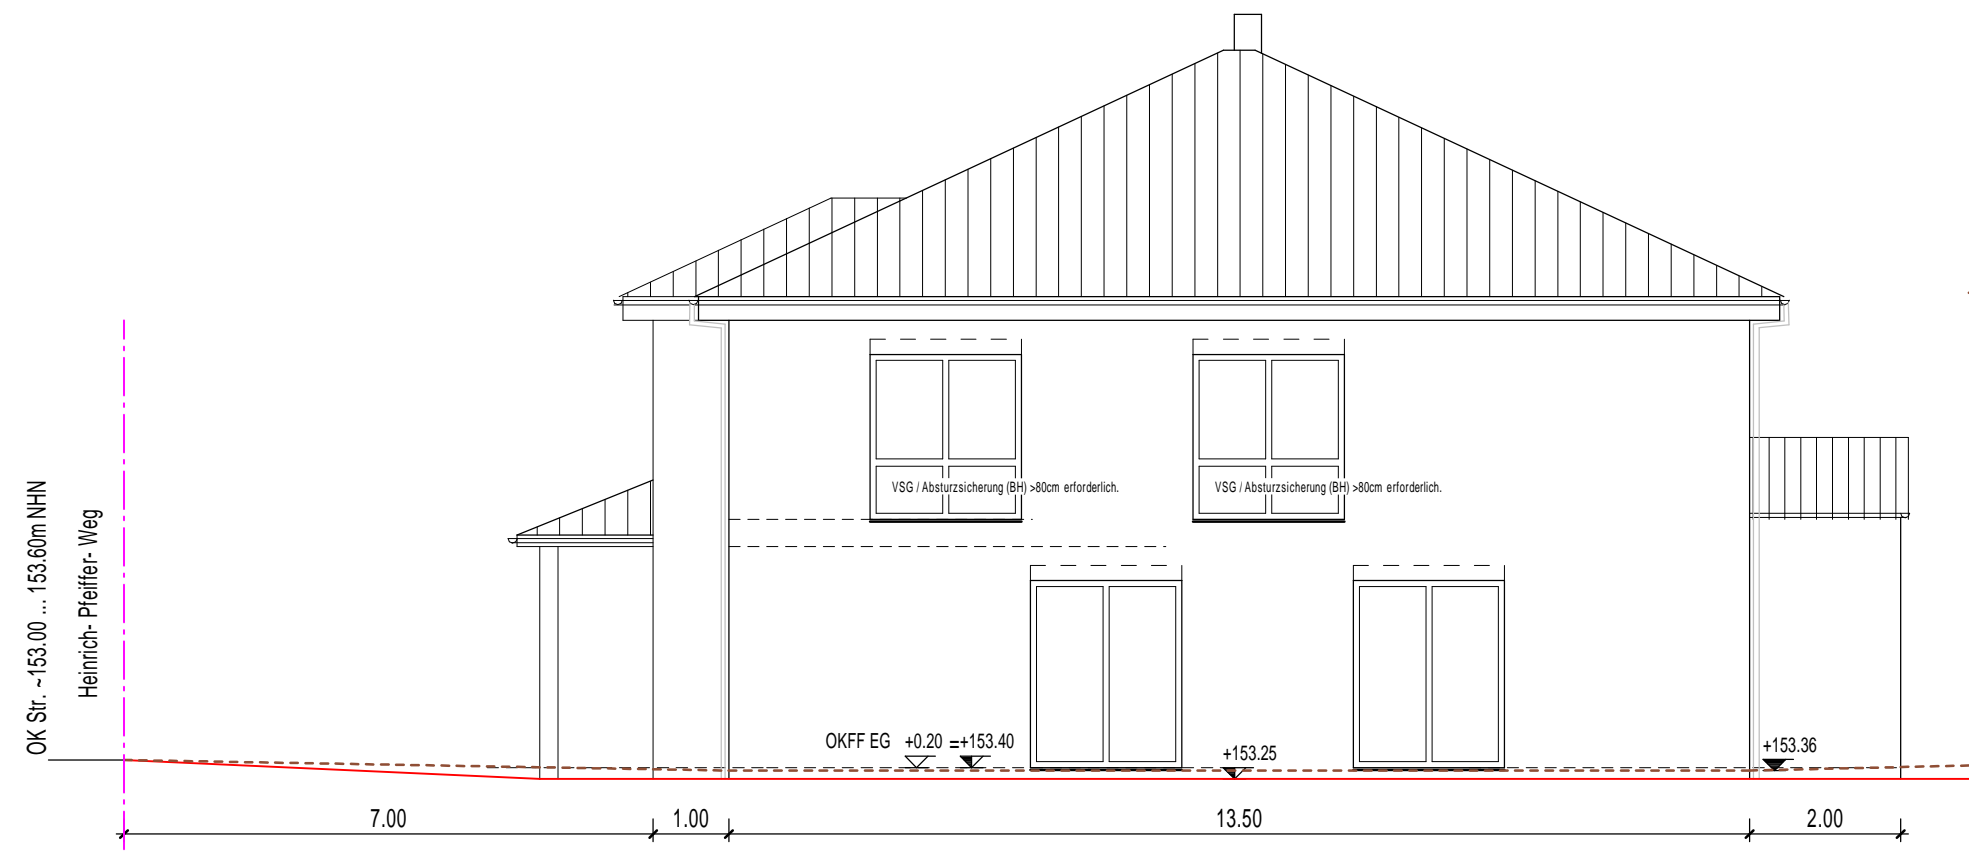 VSG / Absturzsicherung (BH) >80cm erforderlich.
VSG / Absturzsicherung (BH) >80cm erforderlich.
OK Str. ~153.00 ... 153.60m NHN
Heinrich- Pfeiffer- Weg
OKFF EG +0.20 =+153.40
+153.25
+153.36
7.00
1.00
13.50
2.00